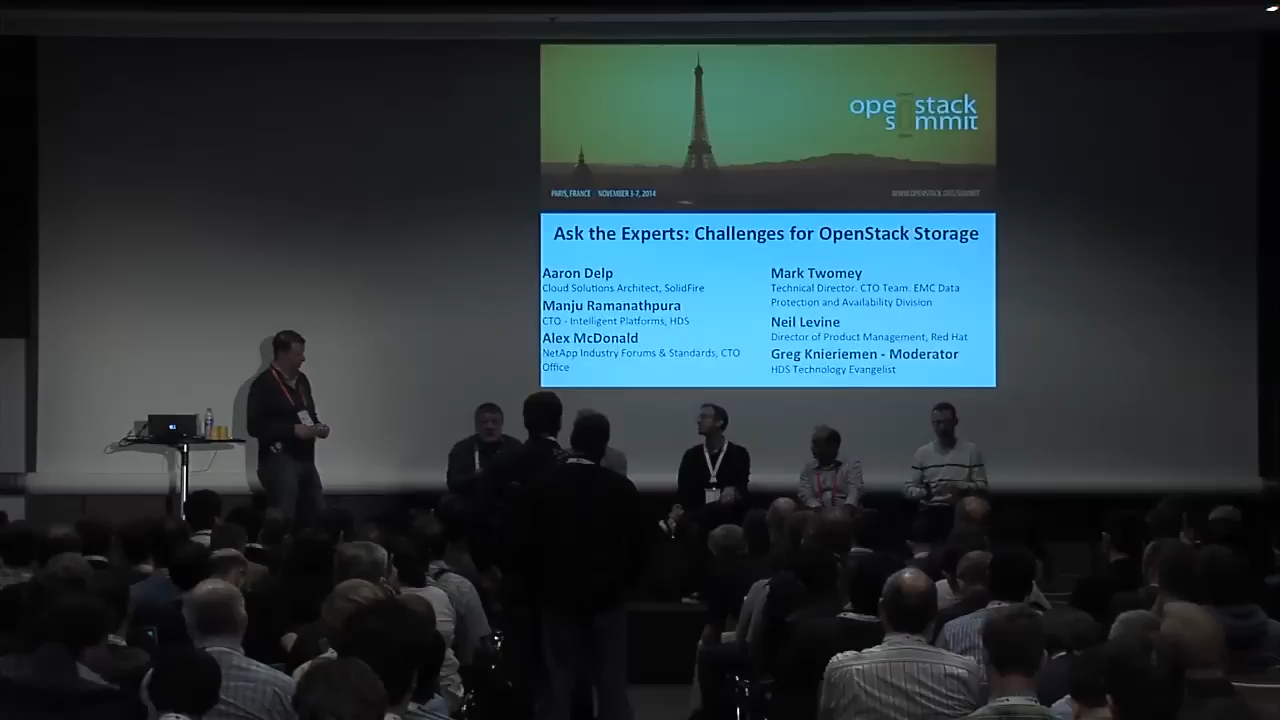 openstack
summit
PARIS, FRANCE NOVEMBER 3-7, 2014
WWW.OPENSTACK.ORG/SUMMIT
Ask the Experts: Challenges for OpenStack Storage
Aaron Delp
Cloud Solutions Architect, SolidFire
Manju Ramanathpura
CTO - Intelligent Platforms, HDS
Alex McDonald
NetApp Industry Forums & Standards, CTO
Office
Mark Twomey
Technical Director. CTO Team. EMC Data
Protection and Availability Division
Neil Levine
Director of Product Management, Red Hat
Greg Knieriemen - Moderator
HDS Technology Evangelist